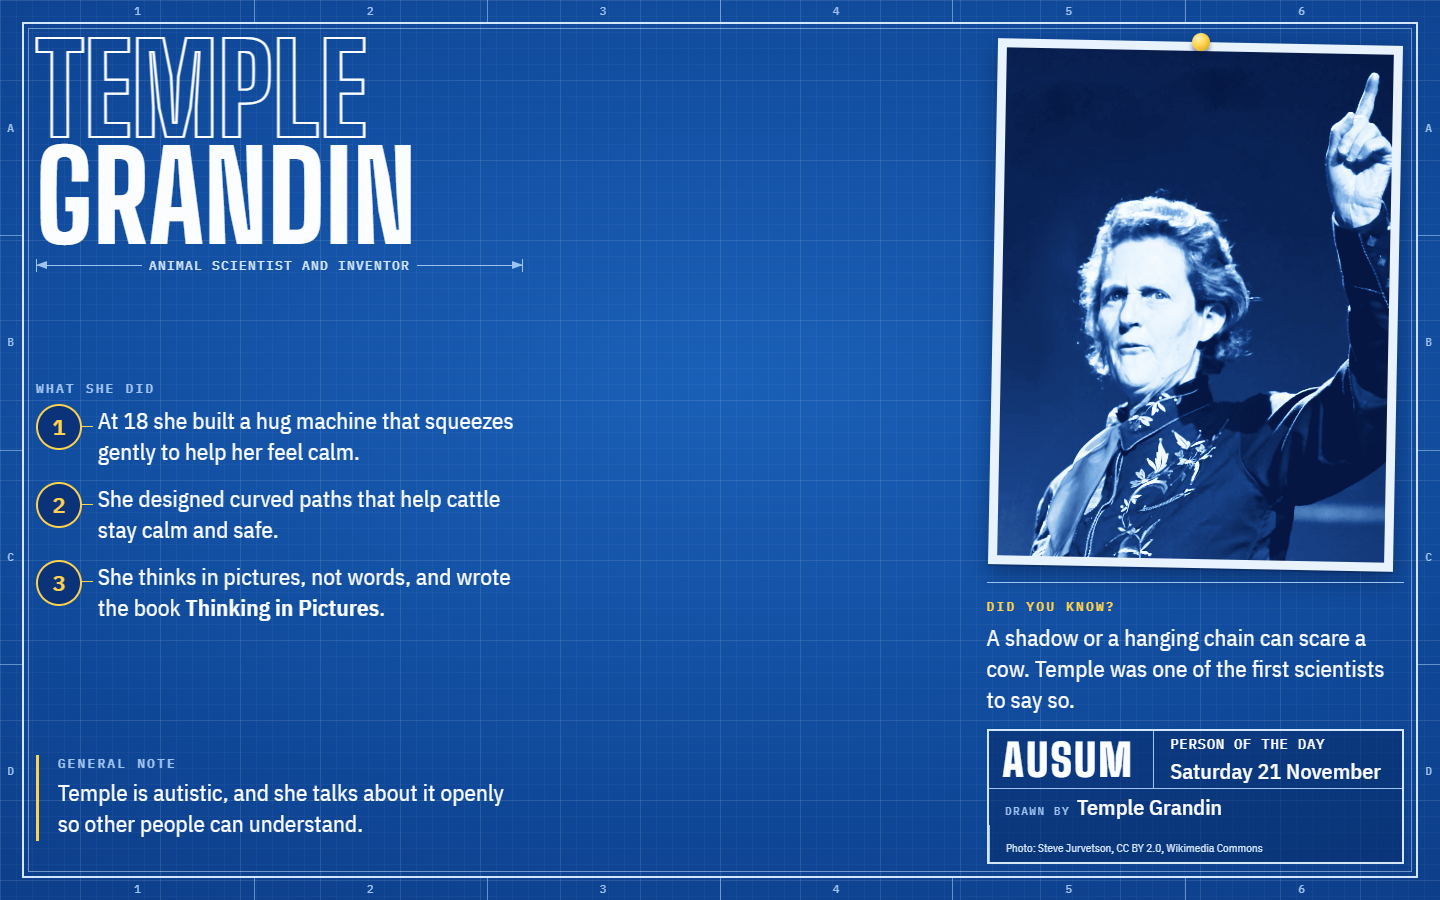 1 2 3 4 5 6
A A
B B
C C
D D
TEMPLE
GRANDIN
ANIMAL SCIENTIST AND INVENTOR
WHAT SHE DID
1 At 18 she built a hug machine that squeezes
gently to help her feel calm.
2 She designed curved paths that help cattle
stay calm and safe.
3 She thinks in pictures, not words, and wrote
the book Thinking in Pictures.
GENERAL NOTE
Temple is autistic, and she talks about it openly
so other people can understand.
DID YOU KNOW?
A shadow or a hanging chain can scare a
cow. Temple was one of the first scientists
to say so.
AUSUM
PERSON OF THE DAY
Saturday 21 November
DRAWN BY Temple Grandin
Photo: Steve Jurvetson, CC BY 2.0, Wikimedia Commons
1 2 3 4 5 6